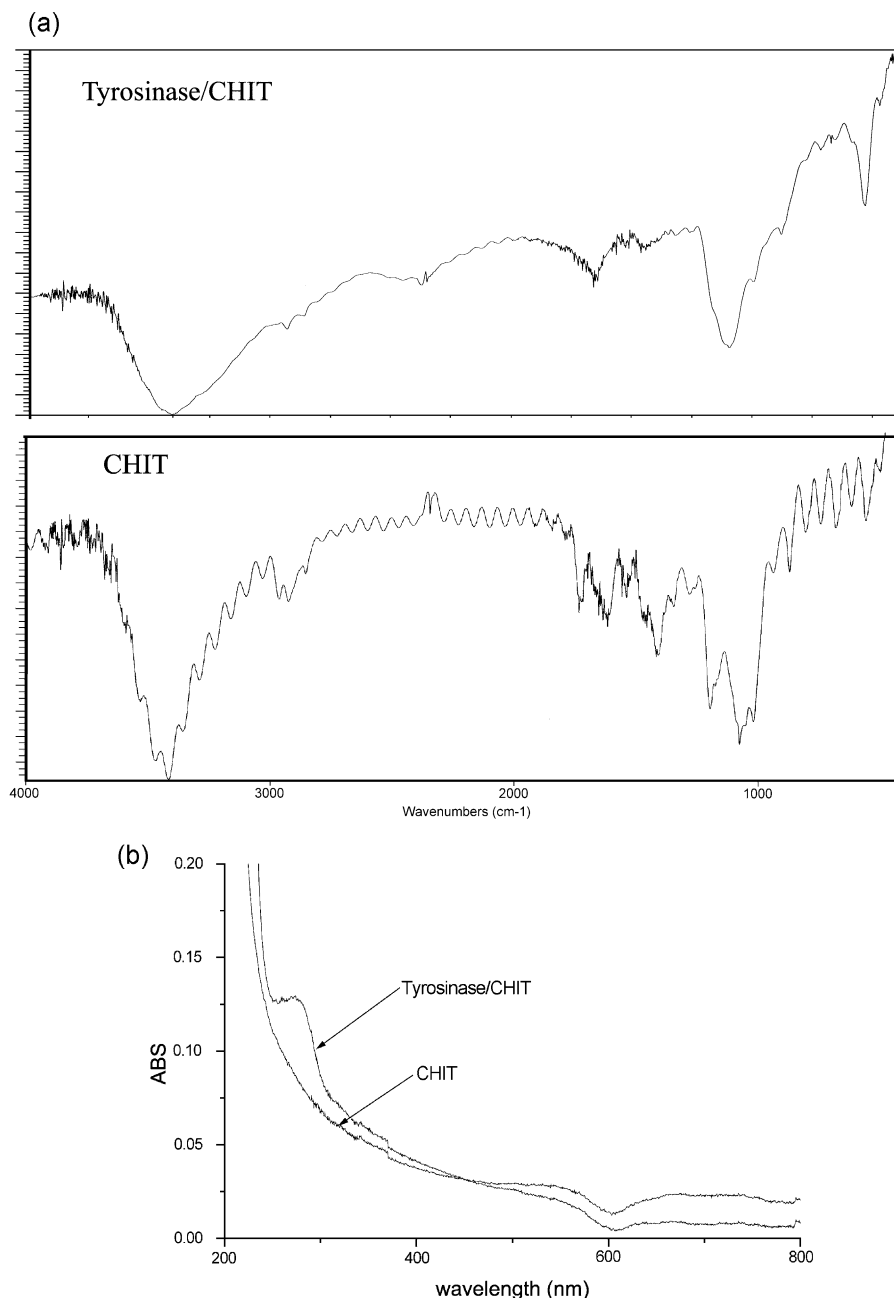 (a)
Tyrosinase/CHIT
CHIT
4000 3000 2000 1000
Wavenumbers (cm-1)
(b)
0.20
0.15
0.10
0.05
0.00
ABS
Tyrosinase/CHIT
CHIT
200 400 600 800
wavelength (nm)